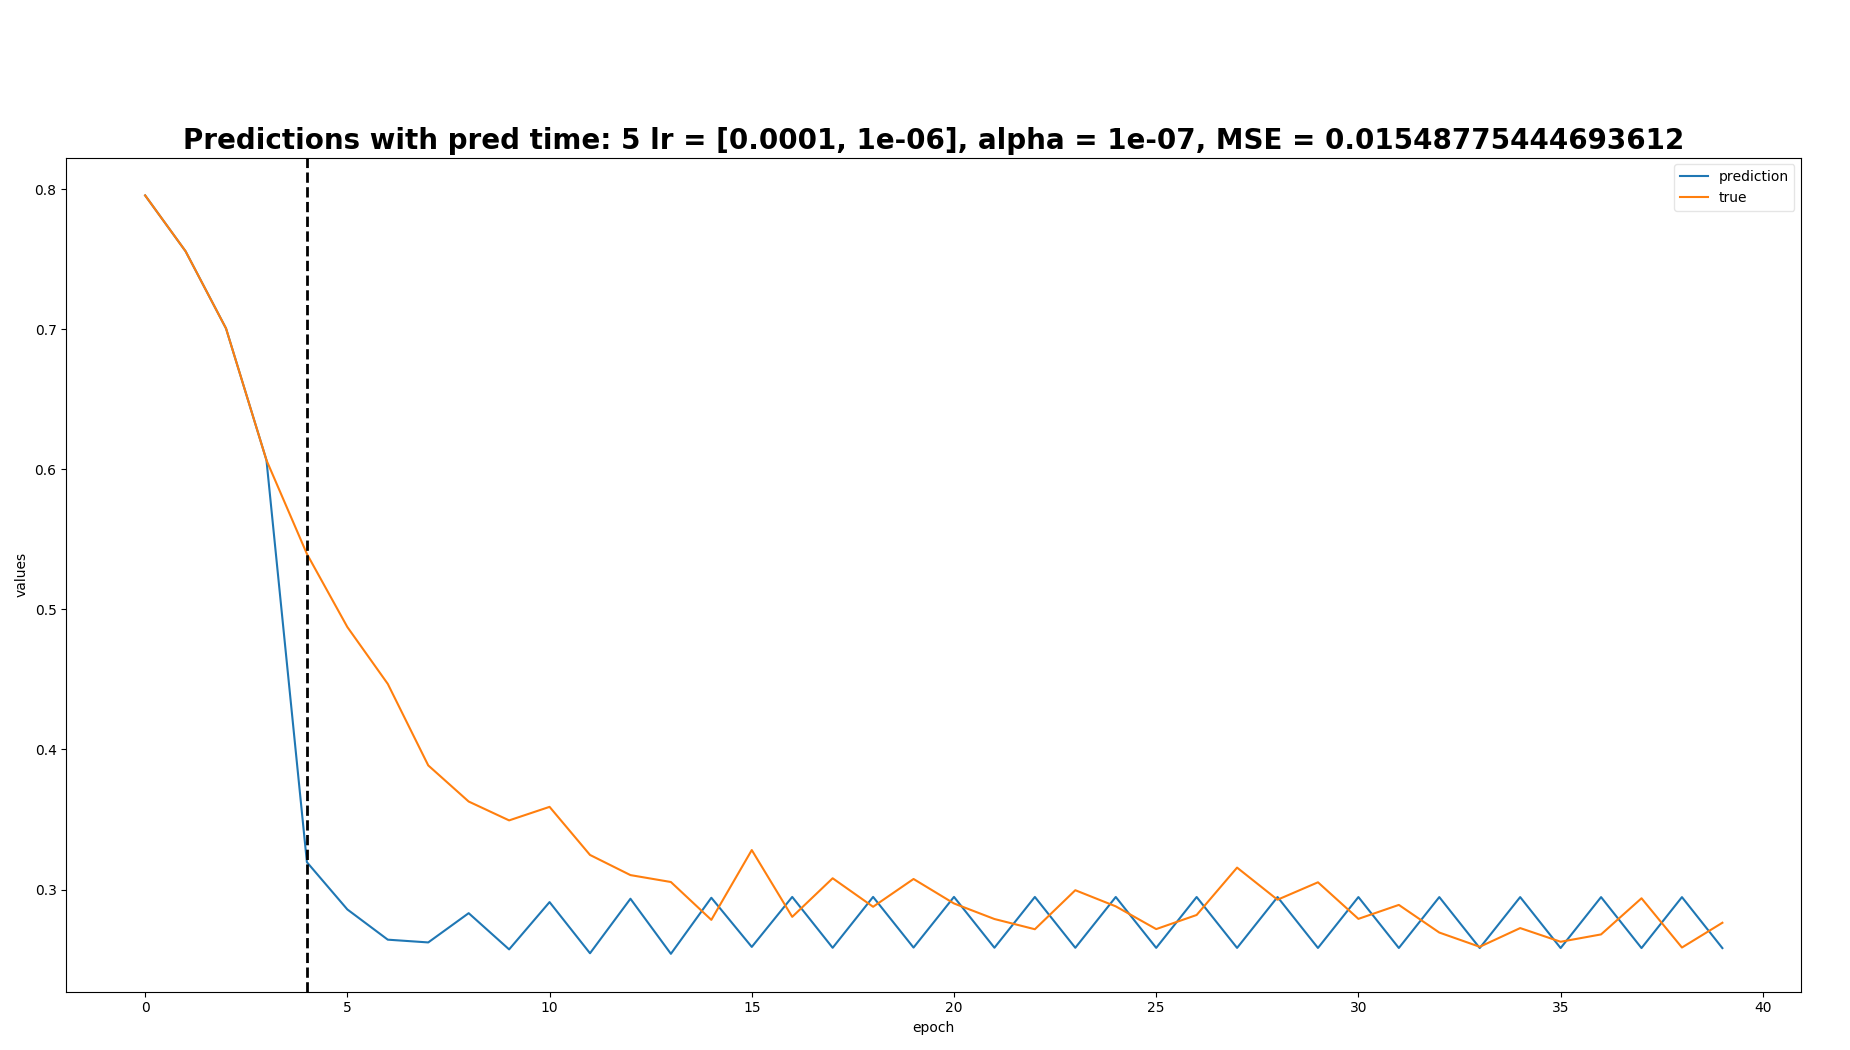 Predictions with pred time: 5 lr = [0.0001, 1e-06], alpha = 1e-07, MSE = 0.01548775444693612
prediction
true
0.8
0.7
0.6
0.5
0.4
0.3
values
0 5 10 15 20 25 30 35 40
epoch